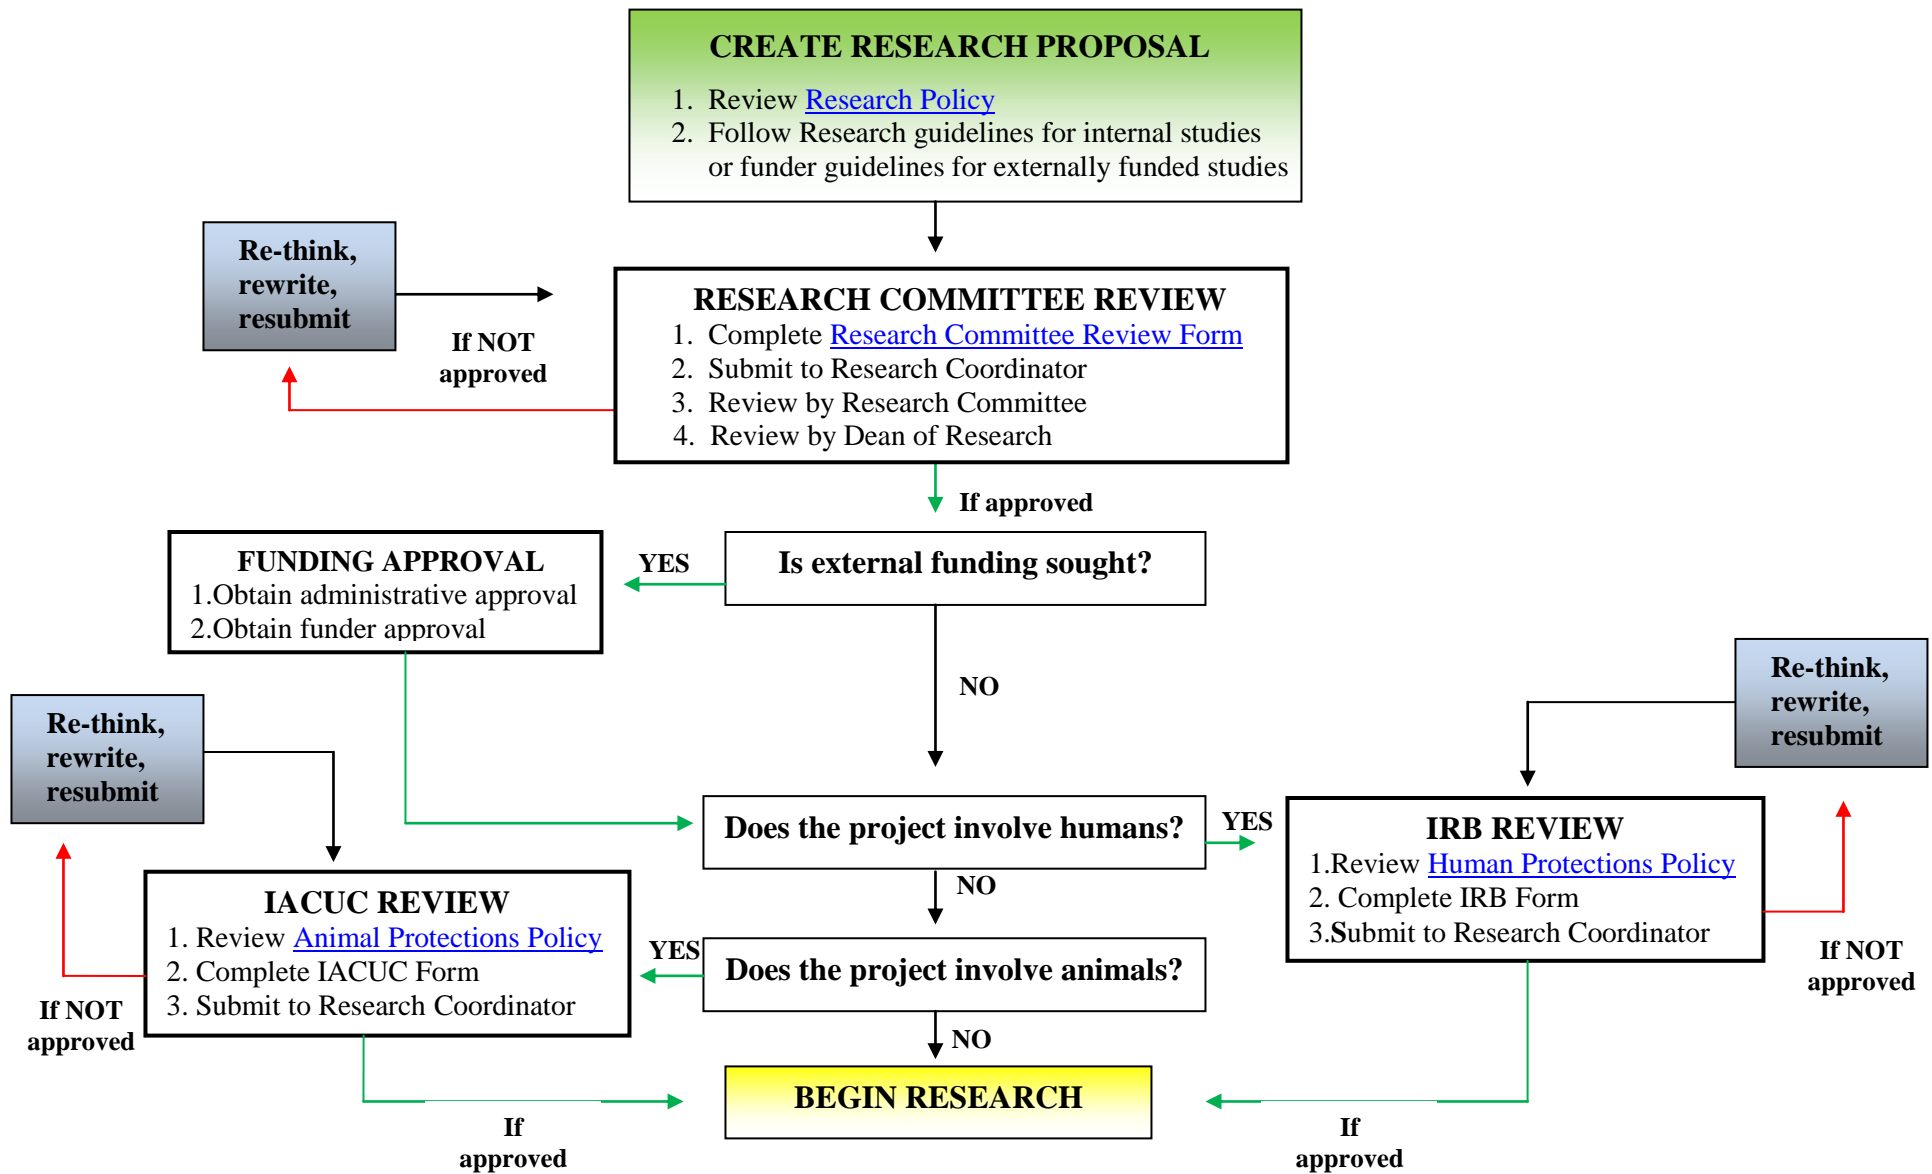 CREATE RESEARCH PROPOSAL
1. Review Research Policy
2. Follow Research guidelines for internal studies
or funder guidelines for externally funded studies
Re-think,
rewrite,
resubmit
If NOT
approved
RESEARCH COMMITTEE REVIEW
1. Complete Research Committee Review Form
2. Submit to Research Coordinator
3. Review by Research Committee
4. Review by Dean of Research
If approved
FUNDING APPROVAL
1.Obtain administrative approval
2.Obtain funder approval
YES
Is external funding sought?
NO
Re-think,
rewrite,
resubmit
Re-think,
rewrite,
resubmit
Does the project involve humans?
YES
IRB REVIEW
1.Review Human Protections Policy
2. Complete IRB Form
3.Submit to Research Coordinator
If NOT
approved
NO
IACUC REVIEW
1. Review Animal Protections Policy
2. Complete IACUC Form
3. Submit to Research Coordinator
If NOT
approved
YES
Does the project involve animals?
NO
BEGIN RESEARCH
If
approved
If
approved